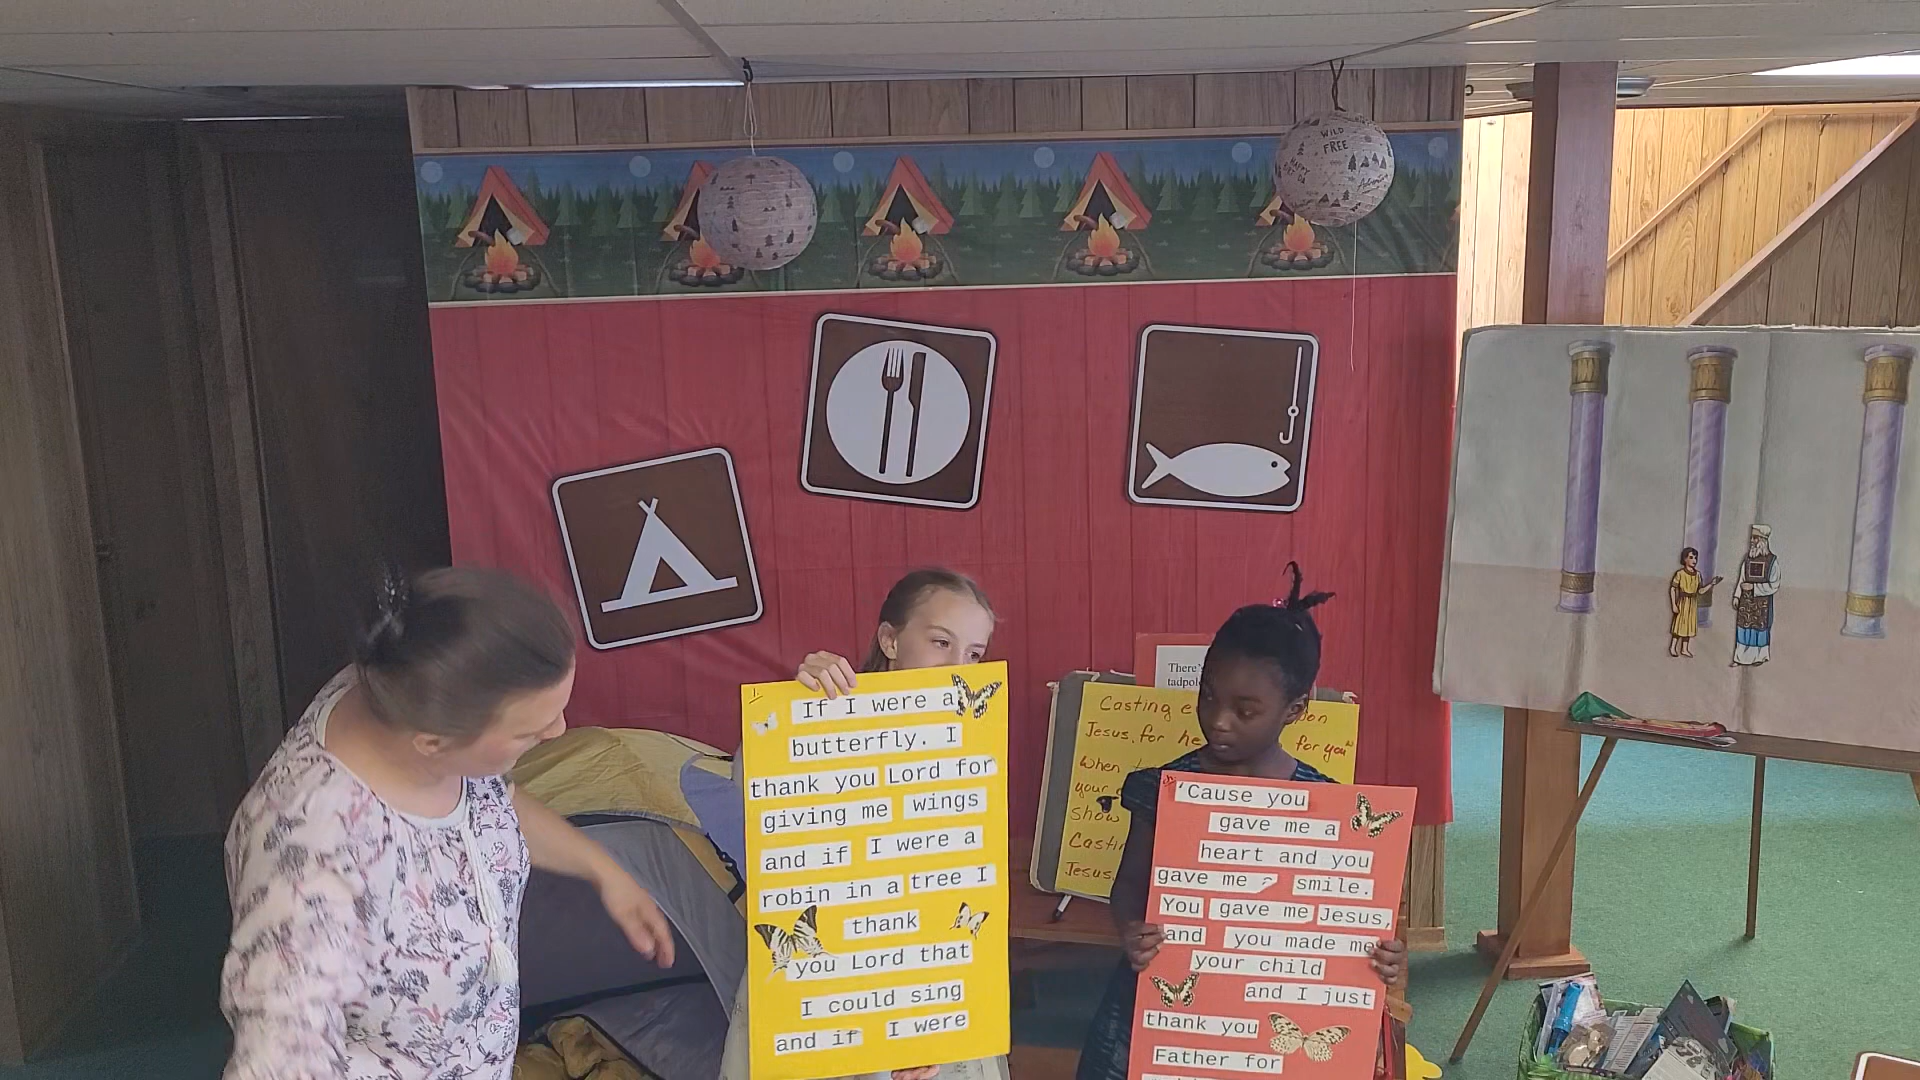 WILD
FREE
HAPPY
There's
tadpol
1
If I were a
butterfly. I
thank you Lord for
giving me wings
and if I were a
robin in a tree I
thank
you Lord that
I could sing
and if I were
Casting
Jesus, for he for you"
When
your
Show
Jesus.
'Cause you
gave me a
heart and you
gave me a smile.
You gave me Jesus,
and you made me
your child
and I just
thank you
Father for